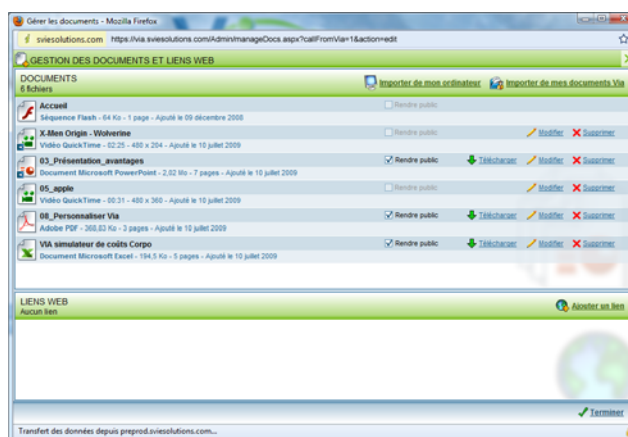 Gérer les documents - Mozilla Firefox
sviesolutions.com https://via.sviesolutions.com/Admin/manageDocs.aspx?callFromVia=1&action=edit
GESTION DES DOCUMENTS ET LIENS WEB
DOCUMENTS
6 fichiers
Importer de mon ordinateur Importer de mes documents Via
Accueil Rendre public
Séquence Flash - 64 Ko - 1 page - Ajouté le 09 décembre 2008
X-Men Origin - Wolverine Rendre public Modifier Supprimer
Vidéo QuickTime - 02:25 - 480 x 204 - Ajouté le 10 juillet 2009
03_Présentation_avantages Rendre public Télécharger Modifier Supprimer
Document Microsoft PowerPoint - 2,02 Mo - 7 pages - Ajouté le 10 juillet 2009
05_apple Rendre public Modifier Supprimer
Vidéo QuickTime - 00:31 - 480 x 360 - Ajouté le 10 juillet 2009
08_Personnaliser Via Rendre public Télécharger Modifier Supprimer
Adobe PDF - 368,83 Ko - 3 pages - Ajouté le 10 juillet 2009
VIA simulateur de coûts Corpo Rendre public Télécharger Modifier Supprimer
Document Microsoft Excel - 194,5 Ko - 5 pages - Ajouté le 10 juillet 2009
LIENS WEB
Aucun lien
Ajouter un lien
Terminer
Transfert des données depuis preprod.sviesolutions.com...